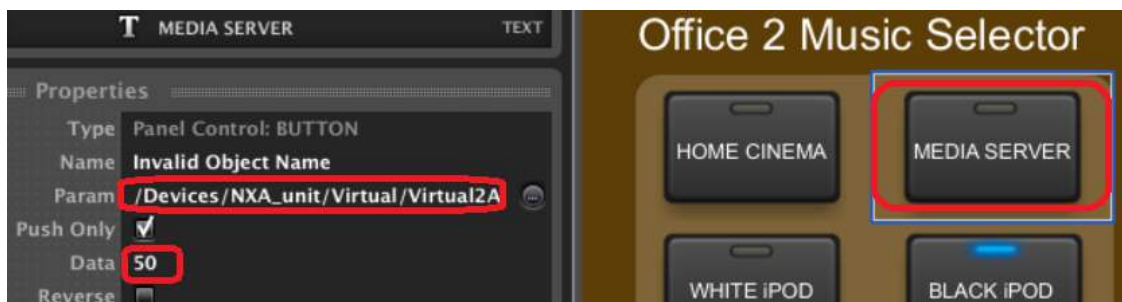 T MEDIA SERVER TEXT
Properties
Type Panel Control: BUTTON
Name Invalid Object Name
Param /Devices/NXA_unit/Virtual/Virtual2A ...
Push Only
Data 50
Reverse
Office 2 Music Selector
HOME CINEMA MEDIA SERVER
WHITE iPOD BLACK iPOD